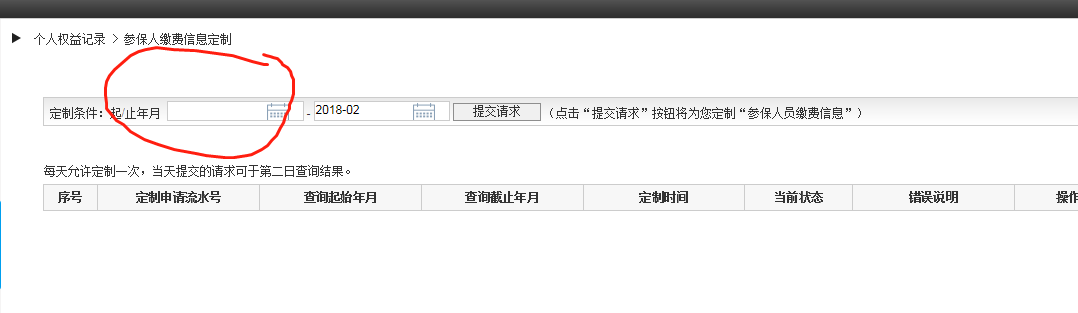 个人权益记录 > 参保人缴费信息定制
定制条件：起/止年月 - 2018-02 提交请求 （点击“提交请求”按钮将为您定制“参保人员缴费信息”）
每天允许定制一次，当天提交的请求可于第二日查询结果。
序号 定制申请流水号 查询起始年月 查询截止年月 定制时间 当前状态 错误说明 操作